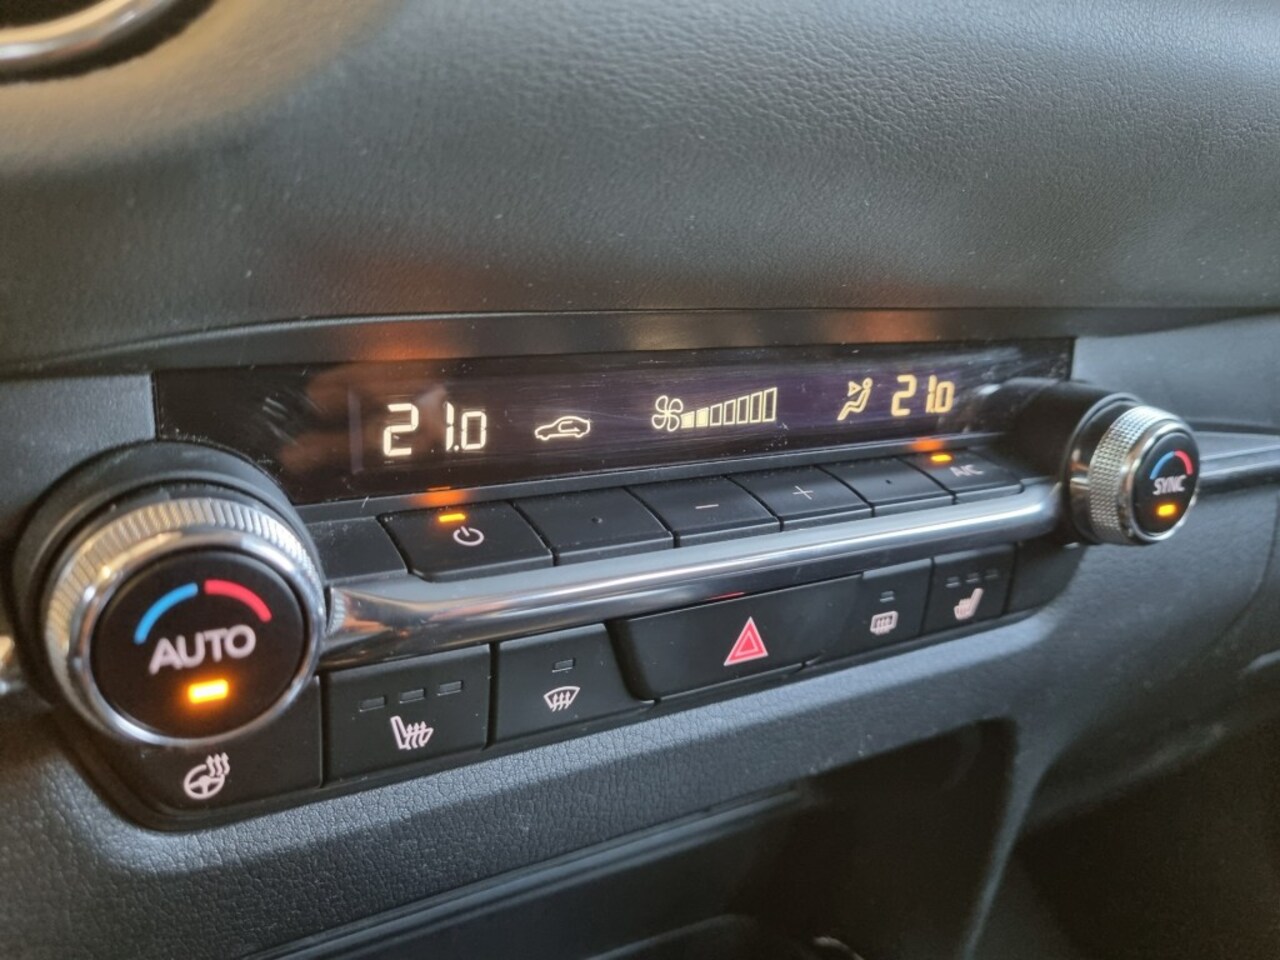 21.0 21.0
− +
A/C
SYNC
AUTO